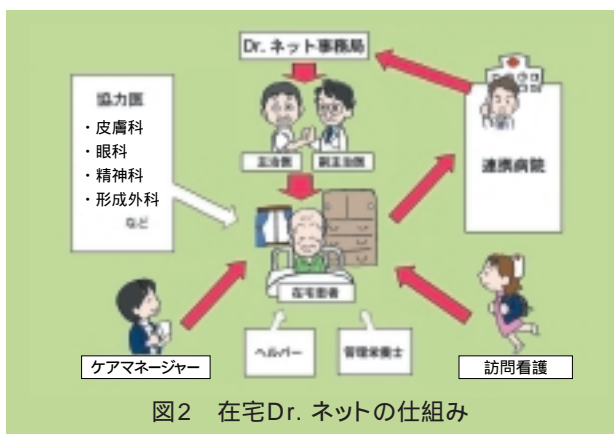 Dr. ネット事務局
協力医
・皮膚科
・眼科
・精神科
・形成外科
など
主治医
副主治医
連携病院
在宅患者
ケアマネージャー
ヘルパー
管理栄養士
訪問看護
図2 在宅Dr. ネットの仕組み